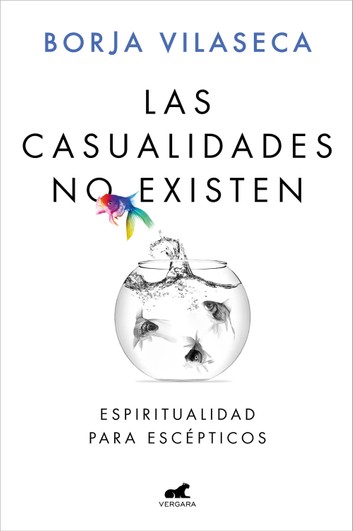 BORJA VILASECA
LAS
CASUALIDADES
NO EXISTEN
ESPIRITUALIDAD
PARA ESCÉPTICOS
VERGARA